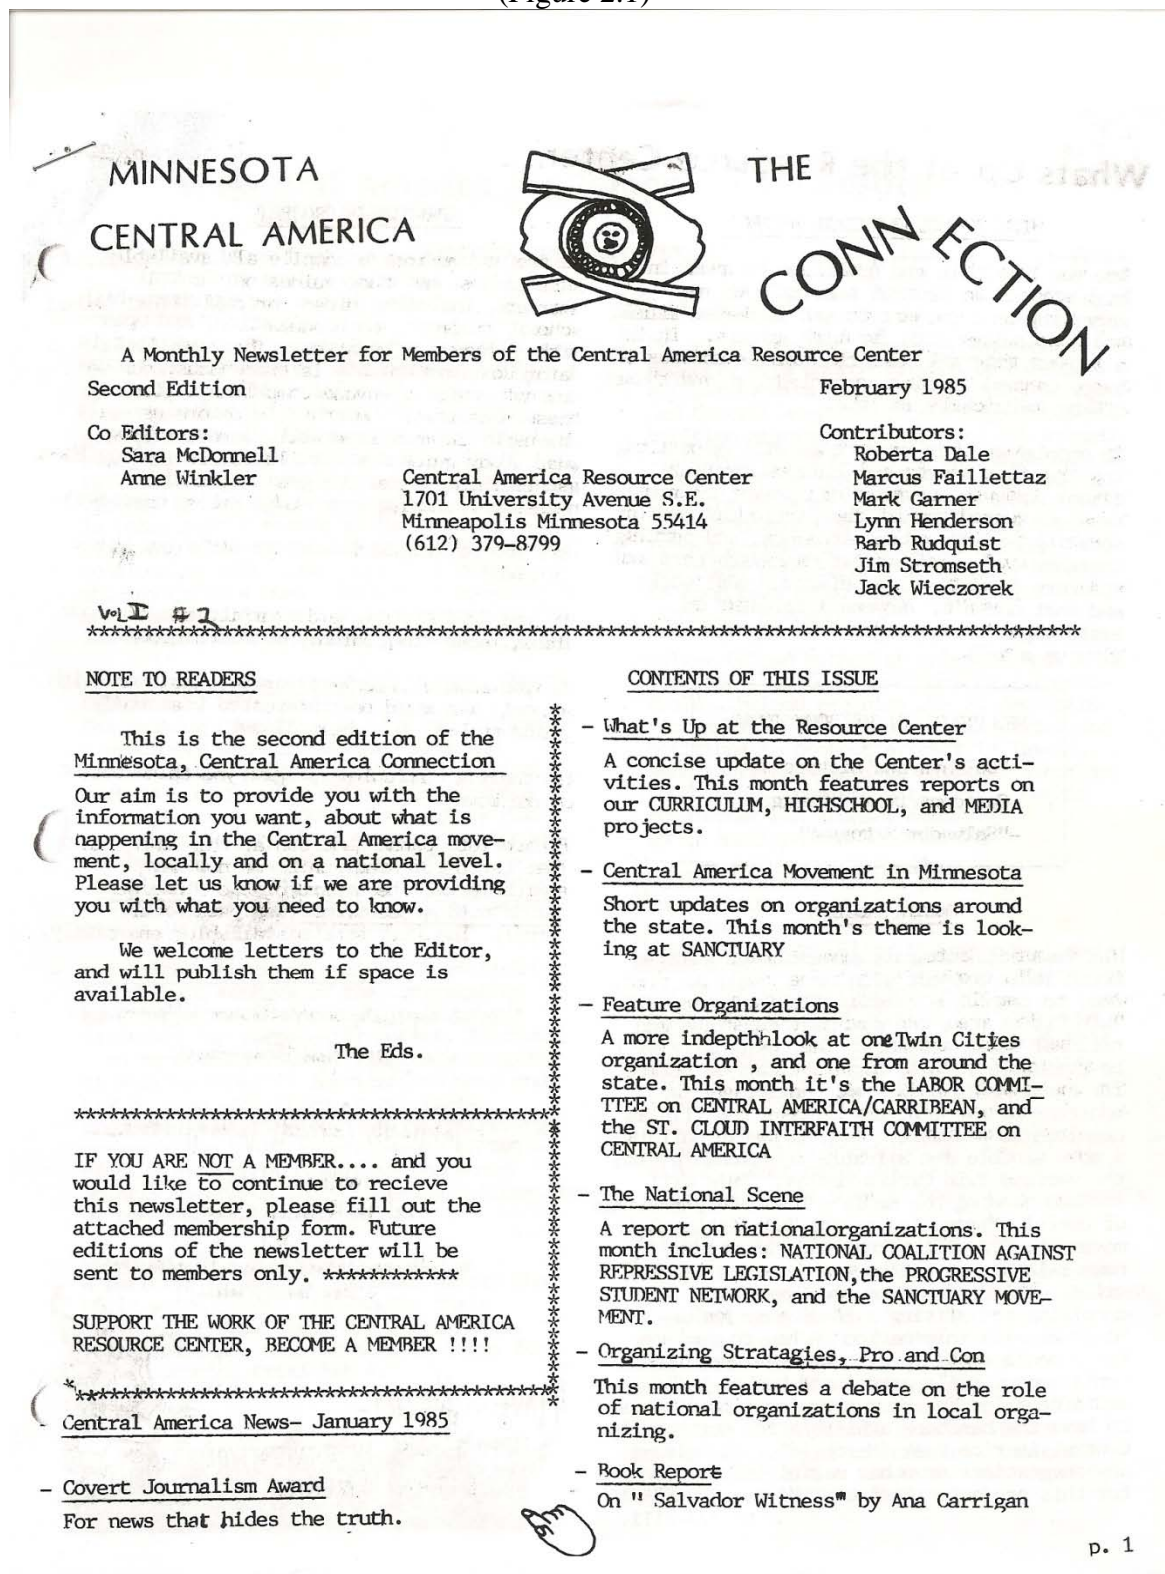 (Figure 2.1)
MINNESOTA
CENTRAL AMERICA
THE
CONNECTION
A Monthly Newsletter for Members of the Central America Resource Center
Second Edition
February 1985
Co Editors:
Sara McDonnell
Anne Winkler
Central America Resource Center
1701 University Avenue S.E.
Minneapolis Minnesota 55414
(612) 379-8799
Contributors:
Roberta Dale
Marcus Faillettaz
Mark Garner
Lynn Henderson
Barb Rudquist
Jim Stromseth
Jack Wieczorek
Vol I # 2
NOTE TO READERS
This is the second edition of the
Minnesota, Central America Connection
Our aim is to provide you with the
information you want, about what is
happening in the Central America move-
ment, locally and on a national level.
Please let us know if we are providing
you with what you need to know.
We welcome letters to the Editor,
and will publish them if space is
available.
The Eds.
*******************************************
IF YOU ARE NOT A MEMBER.... and you
would like to continue to recieve
this newsletter, please fill out the
attached membership form. Future
editions of the newsletter will be
sent to members only. ************
SUPPORT THE WORK OF THE CENTRAL AMERICA
RESOURCE CENTER, BECOME A MEMBER !!!!
*******************************************
- Central America News- January 1985
- Covert Journalism Award
For news that hides the truth.
CONTENTS OF THIS ISSUE
- What's Up at the Resource Center
A concise update on the Center's acti-
vities. This month features reports on
our CURRICULUM, HIGHSCHOOL, and MEDIA
projects.
- Central America Movement in Minnesota
Short updates on organizations around
the state. This month's theme is look-
ing at SANCTUARY
- Feature Organizations
A more indepthhlook at one Twin Cities
organization , and one from around the
state. This month it's the LABOR COMMI-
TTEE on CENTRAL AMERICA/CARRIBEAN, and
the ST. CLOUD INTERFAITH COMMITTEE on
CENTRAL AMERICA
- The National Scene
A report on nationalorganizations. This
month includes: NATIONAL COALITION AGAINST
REPRESSIVE LEGISLATION,the PROGRESSIVE
STUDENT NETWORK, and the SANCTUARY MOVE-
MENT.
- Organizing Stratagies, Pro and Con
This month features a debate on the role
of national organizations in local orga-
nizing.
- Book Report
On " Salvador Witness" by Ana Carrigan
p. 1